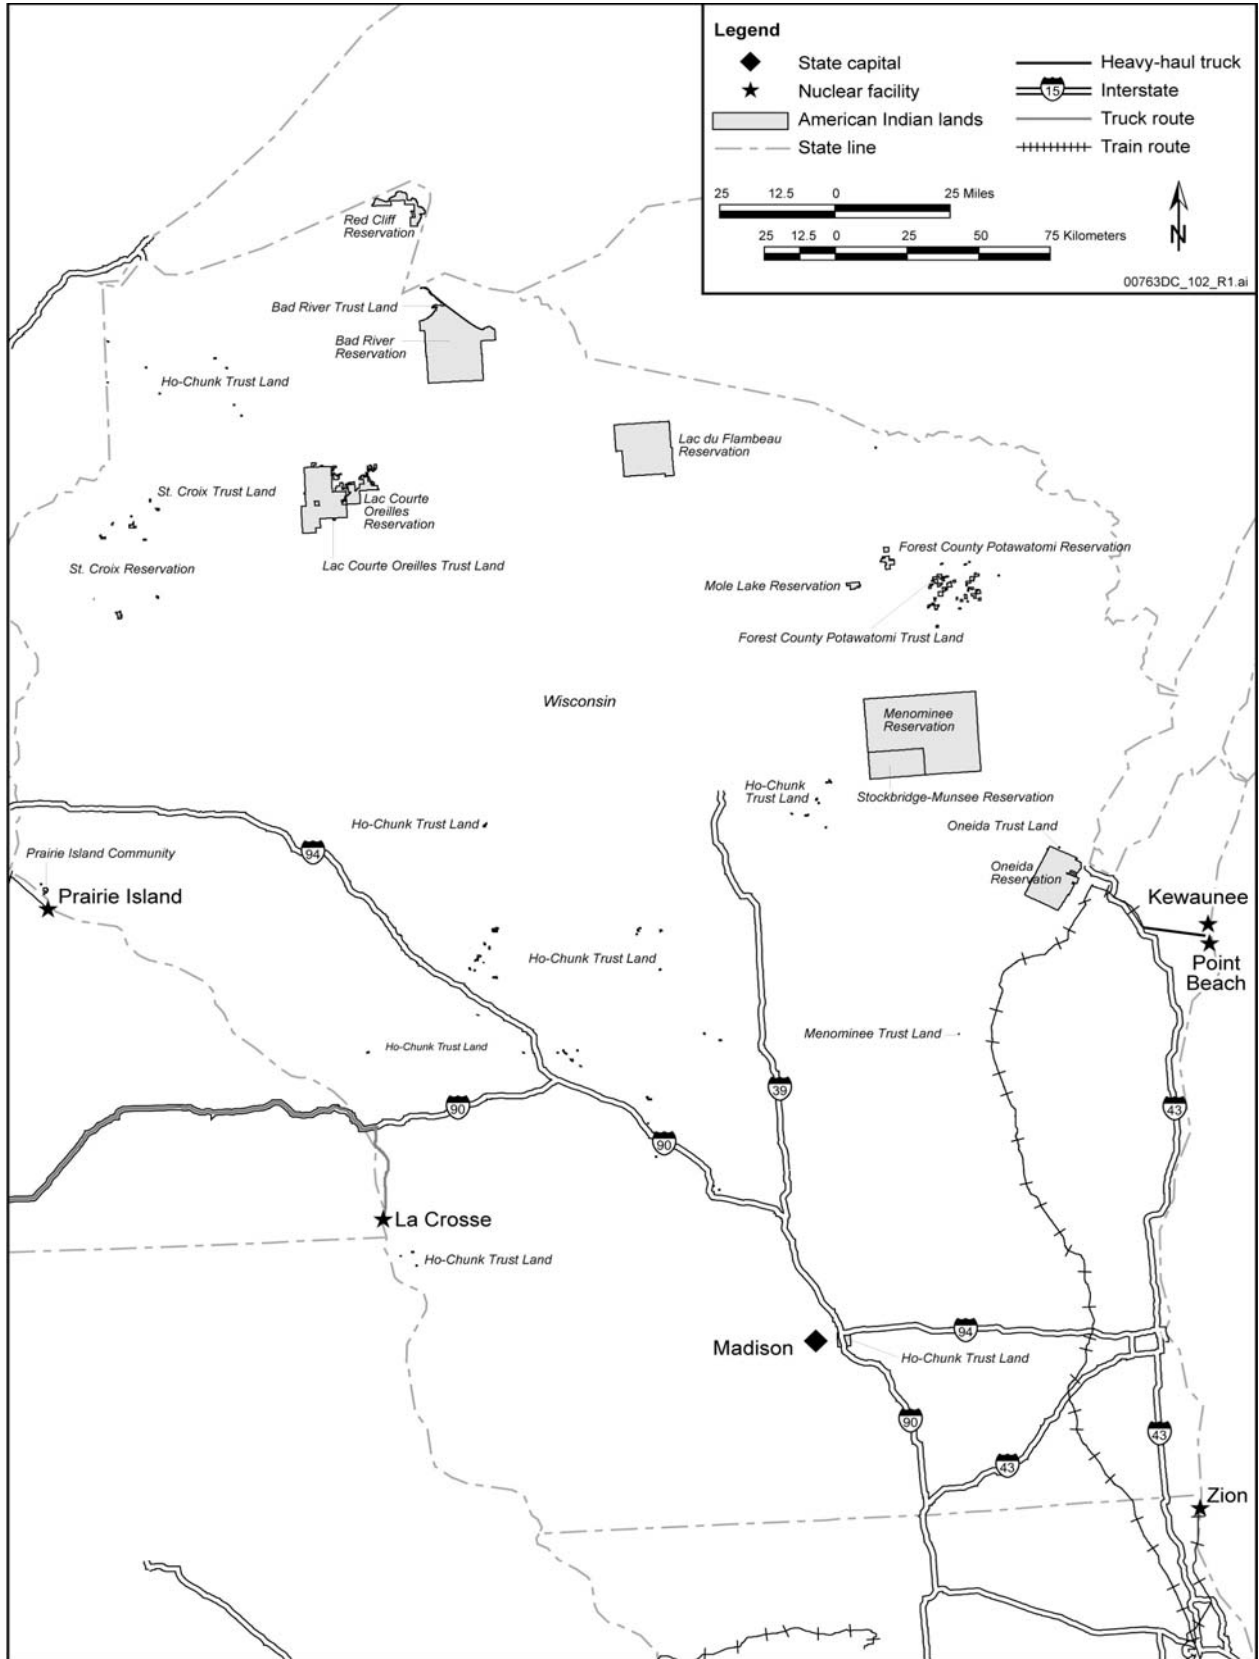 Legend
State capital
Nuclear facility
American Indian lands
State line
Heavy-haul truck
15
Interstate
Truck route
Train route
25 12.5 0 25 Miles
25 12.5 0 25 50 75 Kilometers
N
00763DC_102_R1.ai
Red Cliff
Reservation
Bad River Trust Land
Bad River
Reservation
Ho-Chunk Trust Land
Lac du Flambeau
Reservation
St. Croix Trust Land
Lac Courte
Oreilles
Reservation
St. Croix Reservation
Lac Courte Oreilles Trust Land
Forest County Potawatomi Reservation
Mole Lake Reservation
Forest County Potawatomi Trust Land
Wisconsin
Menominee
Reservation
Ho-Chunk
Trust Land
Stockbridge-Munsee Reservation
Ho-Chunk Trust Land
Oneida Trust Land
94
Prairie Island Community
Oneida
Reservation
Prairie Island
Kewaunee
Point
Beach
Ho-Chunk Trust Land
Menominee Trust Land
Ho-Chunk Trust Land
39
90
43
90
La Crosse
Ho-Chunk Trust Land
94
Madison
Ho-Chunk Trust Land
90
43
43
Zion